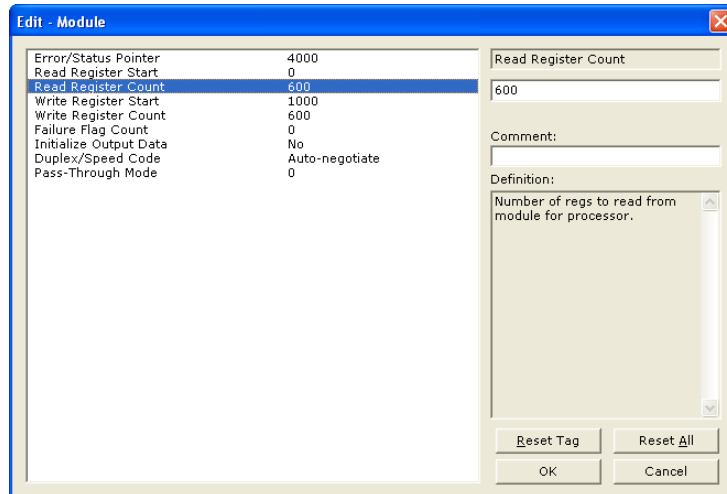 Edit - Module
Error/Status Pointer 4000
Read Register Start 0
Read Register Count 600
Write Register Start 1000
Write Register Count 600
Failure Flag Count 0
Initialize Output Data No
Duplex/Speed Code Auto-negotiate
Pass-Through Mode 0
Read Register Count
600
Comment:
Definition:
Number of regs to read from
module for processor.
Reset Tag Reset All
OK Cancel